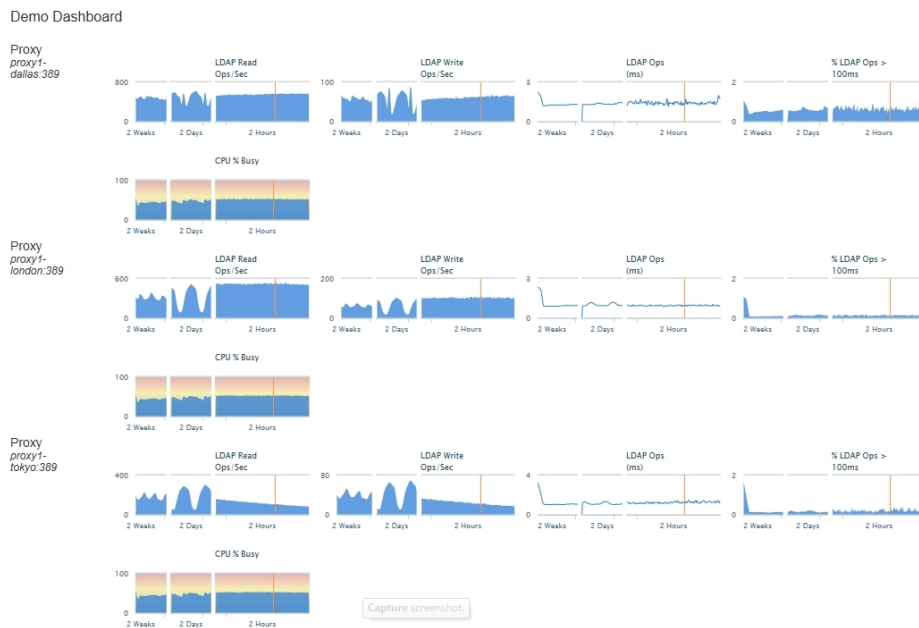 Demo Dashboard
Proxy
proxy1-
dallas:389
LDAP Read
Ops/Sec
800
0
2 Weeks 2 Days 2 Hours
LDAP Write
Ops/Sec
100
0
2 Weeks 2 Days 2 Hours
LDAP Ops
(ms)
8
0
2 Weeks 2 Days 2 Hours
% LDAP Ops >
100ms
2
0
2 Weeks 2 Days 2 Hours
CPU % Busy
100
0
2 Weeks 2 Days 2 Hours
Proxy
proxy1-
london:389
LDAP Read
Ops/Sec
600
0
2 Weeks 2 Days 2 Hours
LDAP Write
Ops/Sec
200
0
2 Weeks 2 Days 2 Hours
LDAP Ops
(ms)
0
2 Weeks 2 Days 2 Hours
% LDAP Ops >
100ms
2
0
2 Weeks 2 Days 2 Hours
CPU % Busy
100
0
2 Weeks 2 Days 2 Hours
Proxy
proxy1-
tokyo:389
LDAP Read
Ops/Sec
400
0
2 Weeks 2 Days 2 Hours
LDAP Write
Ops/Sec
80
0
2 Weeks 2 Days 2 Hours
LDAP Ops
(ms)
4
0
2 Weeks 2 Days 2 Hours
% LDAP Ops >
100ms
2
0
2 Weeks 2 Days 2 Hours
CPU % Busy
100
0
2 Weeks 2 Days 2 Hours
Capture screenshot.